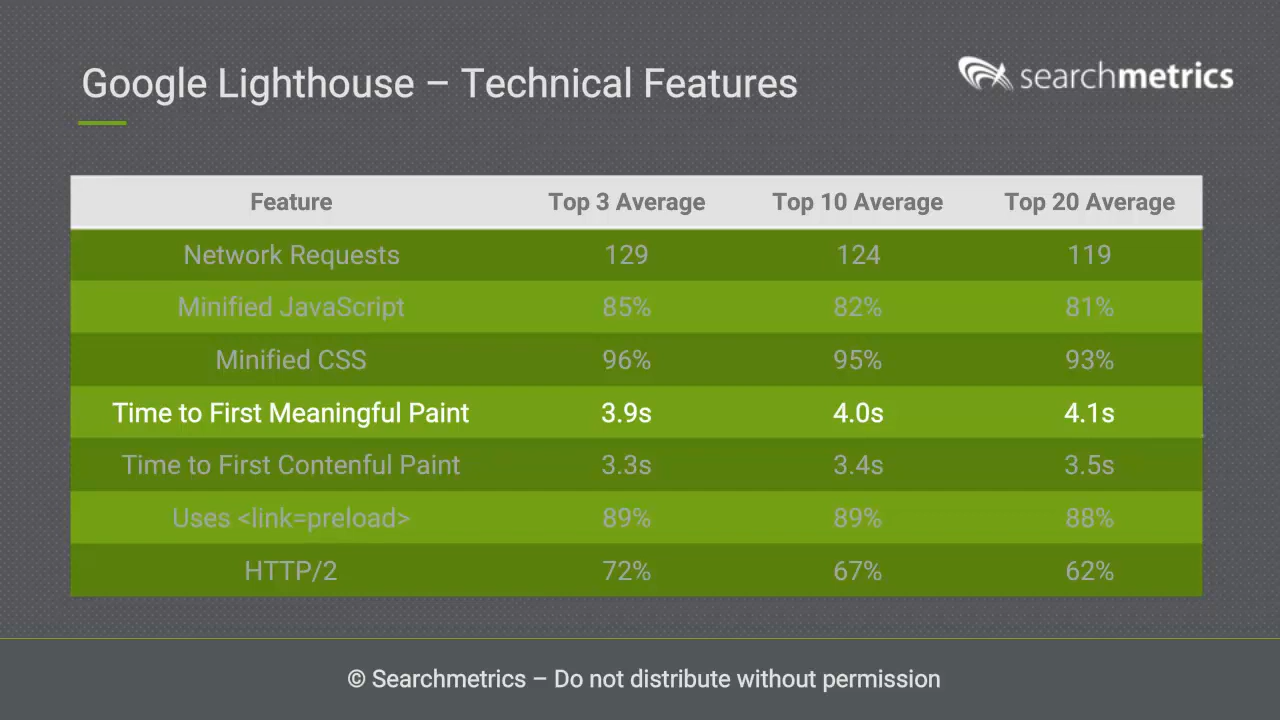 Google Lighthouse – Technical Features
searchmetrics
Feature Top 3 Average Top 10 Average Top 20 Average
Network Requests 129 124 119
Minified JavaScript 85% 82% 81%
Minified CSS 96% 95% 93%
Time to First Meaningful Paint 3.9s 4.0s 4.1s
Time to First Contenful Paint 3.3s 3.4s 3.5s
Uses <link=preload> 89% 89% 88%
HTTP/2 72% 67% 62%
© Searchmetrics – Do not distribute without permission